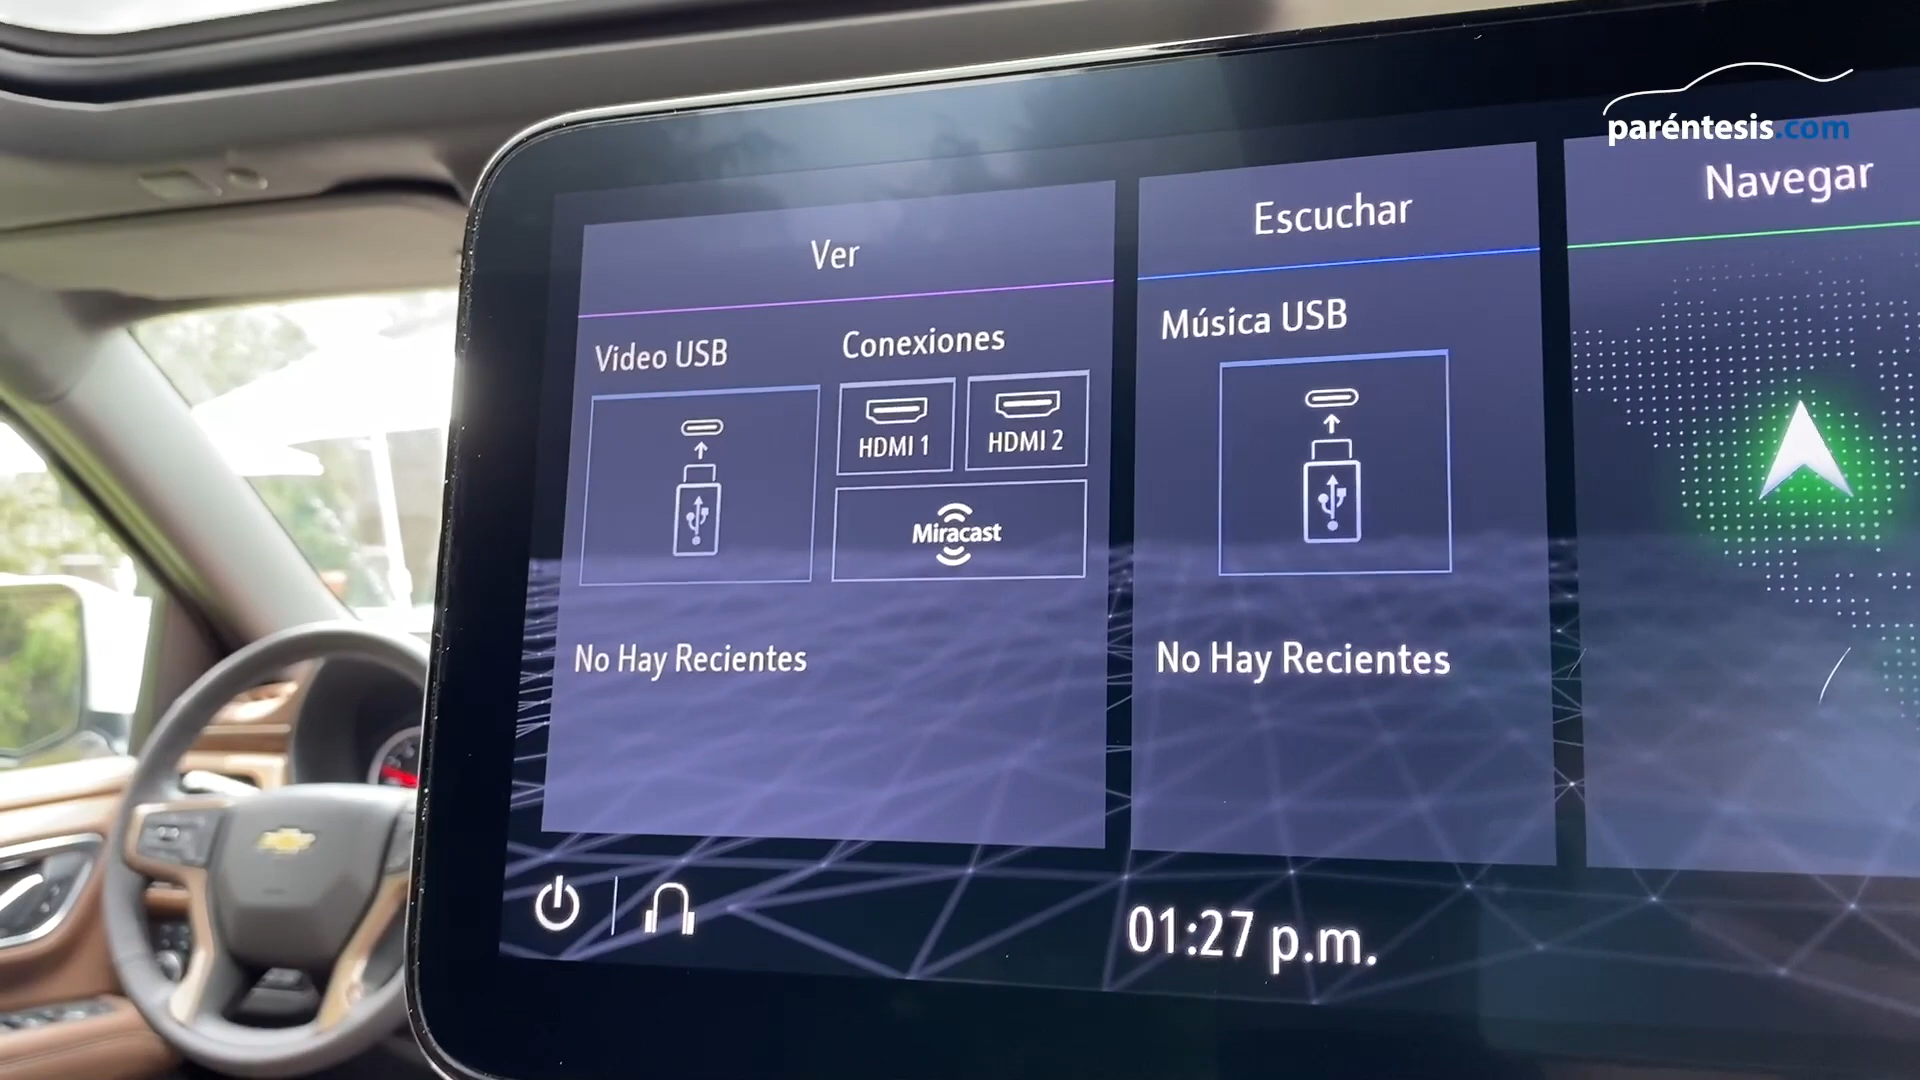 paréntesis.com
Ver
Video USB
Conexiones
HDMI 1
HDMI 2
Miracast
No Hay Recientes
Escuchar
Música USB
No Hay Recientes
Navegar
01:27 p.m.